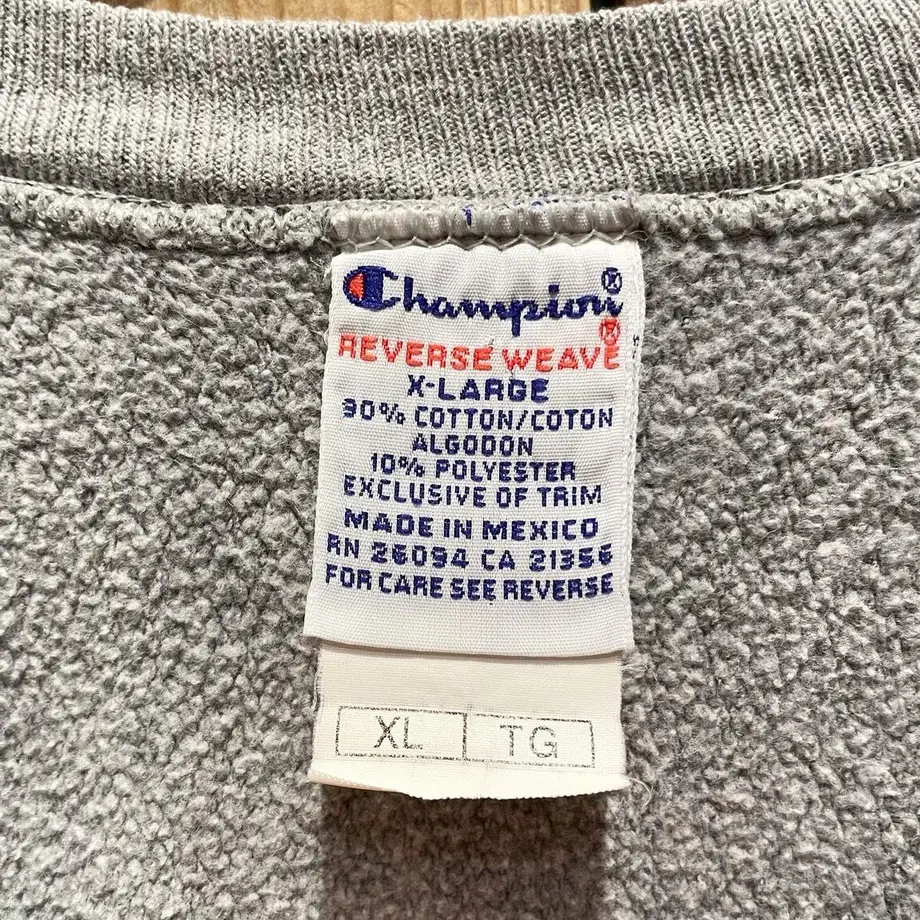 Champion®
REVERSE WEAVE®
X-LARGE
90% COTTON/COTON
ALGODON
10% POLYESTER
EXCLUSIVE OF TRIM
MADE IN MEXICO
RN 26094 CA 21356
FOR CARE SEE REVERSE
XL TG